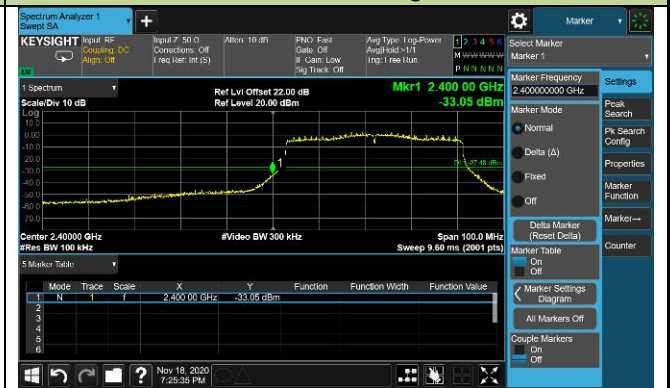 Spectrum Analyzer 1
Swept SA
Marker
KEYSIGHT
Input: RF
Coupling: DC
Align: Off
Input Z: 50 Ω
Corrections: Off
Freq Ref: Int (S)
Atten: 10 dB
PNO: Fast
Gate: Off
IF Gain: Low
Sig Track: Off
Avg Type: Log-Power
Avg|Hold:>1/1
Trig: Free Run
1 2 3 4 5 6
M W W W W W
P N N N N N
1 Spectrum
Scale/Div 10 dB
Ref Lvl Offset 22.00 dB
Ref Level 20.00 dBm
Mkr1 2.400 00 GHz
-33.05 dBm
Log
10.0
0.00
-10.0
-20.0
-30.0
-40.0
-50.0
-60.0
-70.0
1
DL1 -27.48 dBm
Center 2.40000 GHz
#Res BW 100 kHz
#Video BW 300 kHz
Span 100.0 MHz
Sweep 9.60 ms (2001 pts)
5 Marker Table
Mode Trace Scale X Y Function Function Width Function Value
1 N 1 f 2.400 00 GHz -33.05 dBm
2
3
4
5
6
Nov 18, 2020
7:25:35 PM
Select Marker
Marker 1
Marker Frequency
2.400000000 GHz
Marker Mode
Normal
Delta (Δ)
Fixed
Off
Delta Marker
(Reset Delta)
Marker Table
On
Off
Marker Settings
Diagram
All Markers Off
Couple Markers
On
Off
Settings
Peak
Search
Pk Search
Config
Properties
Marker
Function
Marker→
Counter